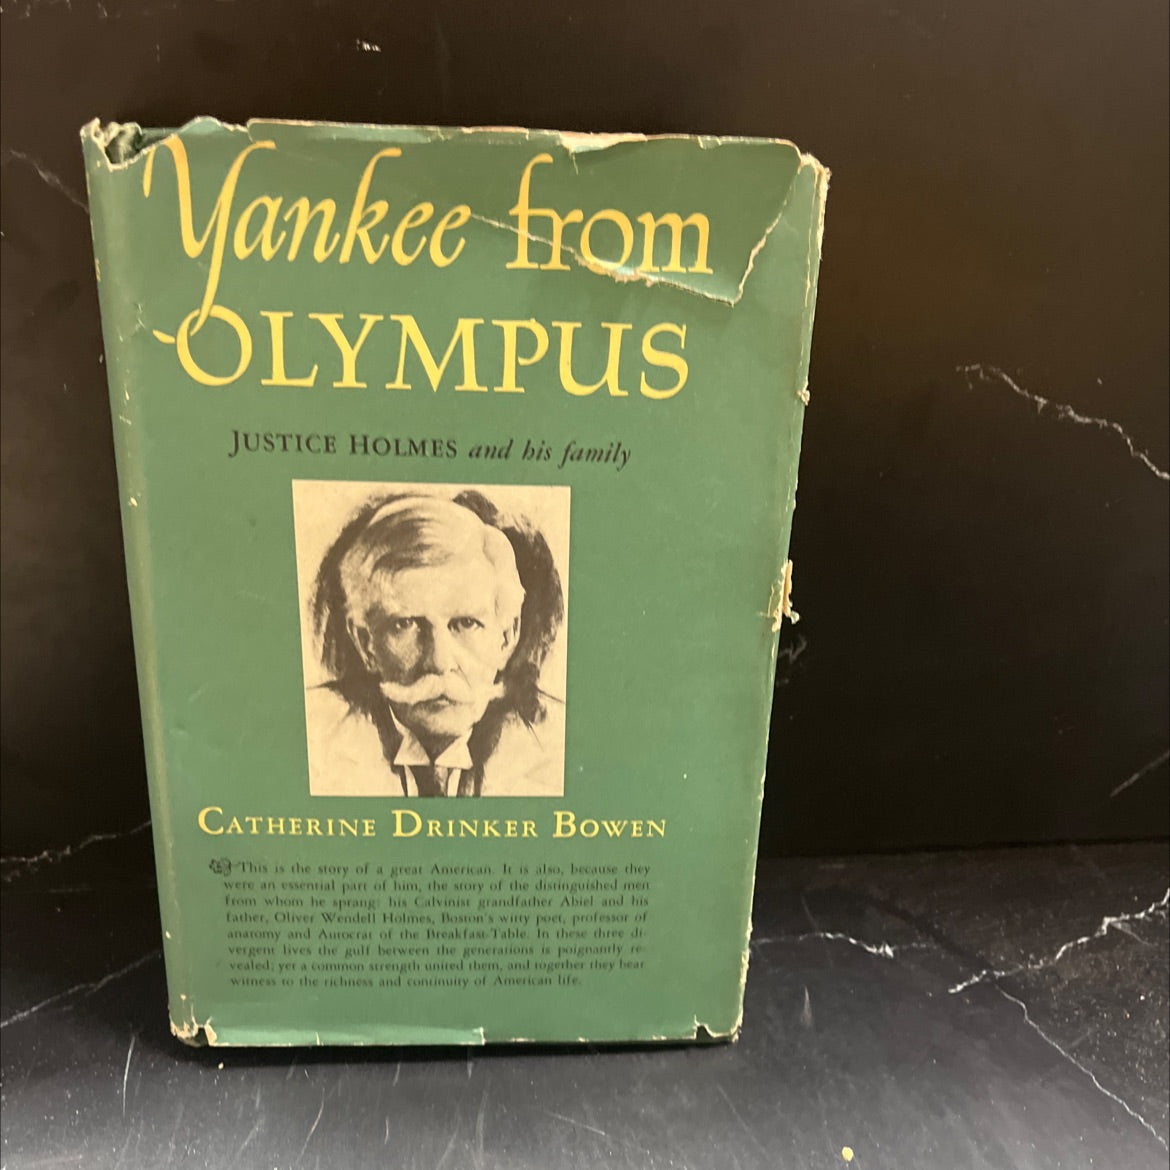 Yankee from
OLYMPUS
JUSTICE HOLMES and his family
CATHERINE DRINKER BOWEN
This is the story of a great American. It is also, because they
were an essential part of him, the story of the distinguished men
from whom he sprang: his Calvinist grandfather Abiel and his
father, Oliver Wendell Holmes, Boston's witty poet, professor of
anatomy and Autocrat of the Breakfast-Table. In these three di-
vergent lives the gulf between the generations is poignantly re-
vealed; yet a common strength united them, and together they bear
witness to the richness and continuity of American life.